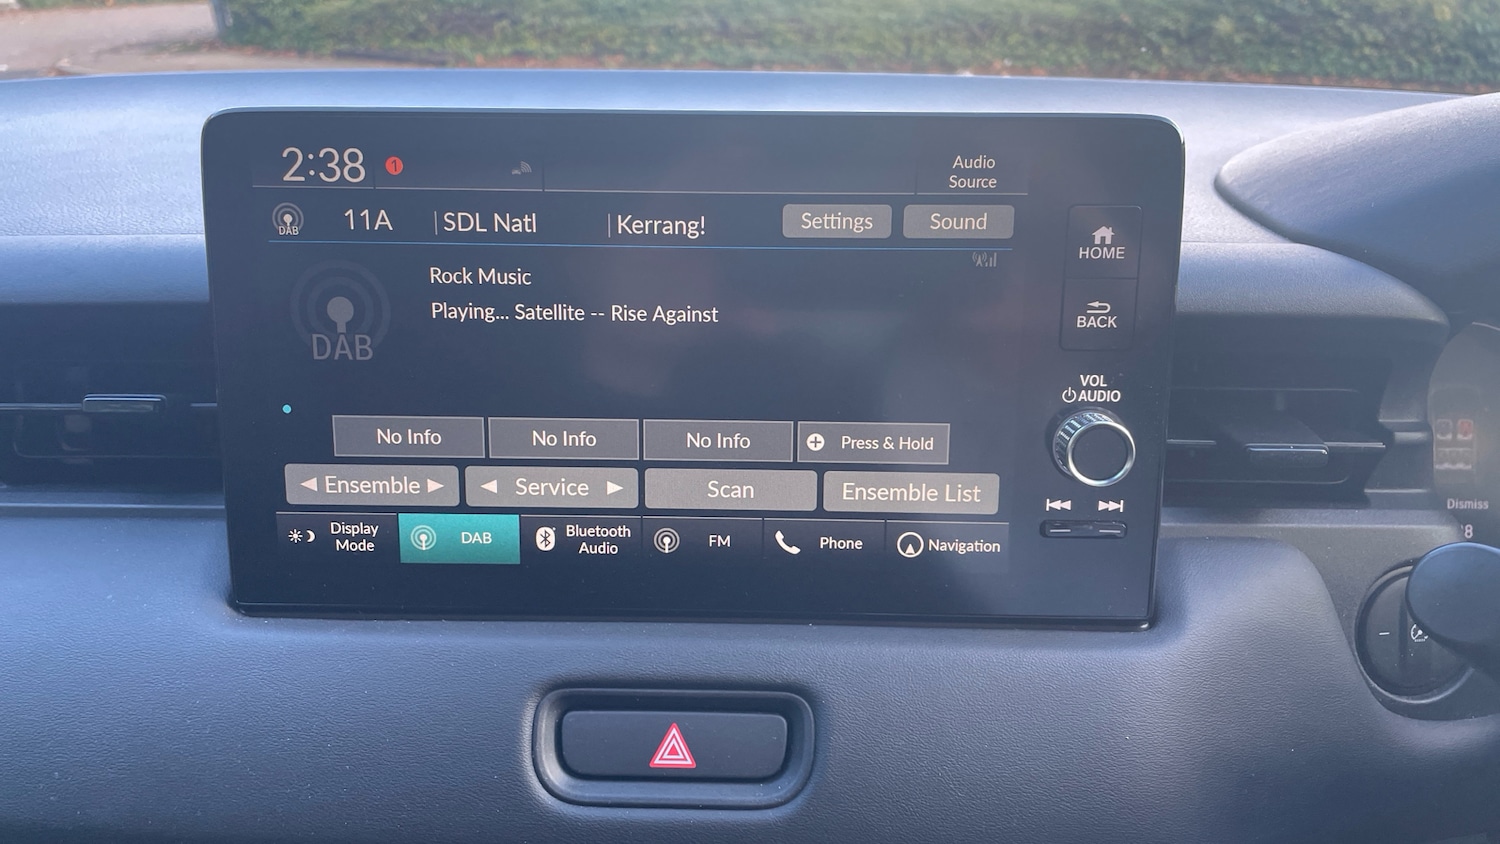 2:38 1 Audio
Source
DAB 11A SDL Natl Kerrang! Settings Sound
HOME
Rock Music
Playing... Satellite -- Rise Against
DAB
BACK
VOL
AUDIO
No Info No Info No Info Press & Hold
Ensemble Service Scan Ensemble List
Display
Mode
DAB
Bluetooth
Audio
FM Phone Navigation
Dismiss
8